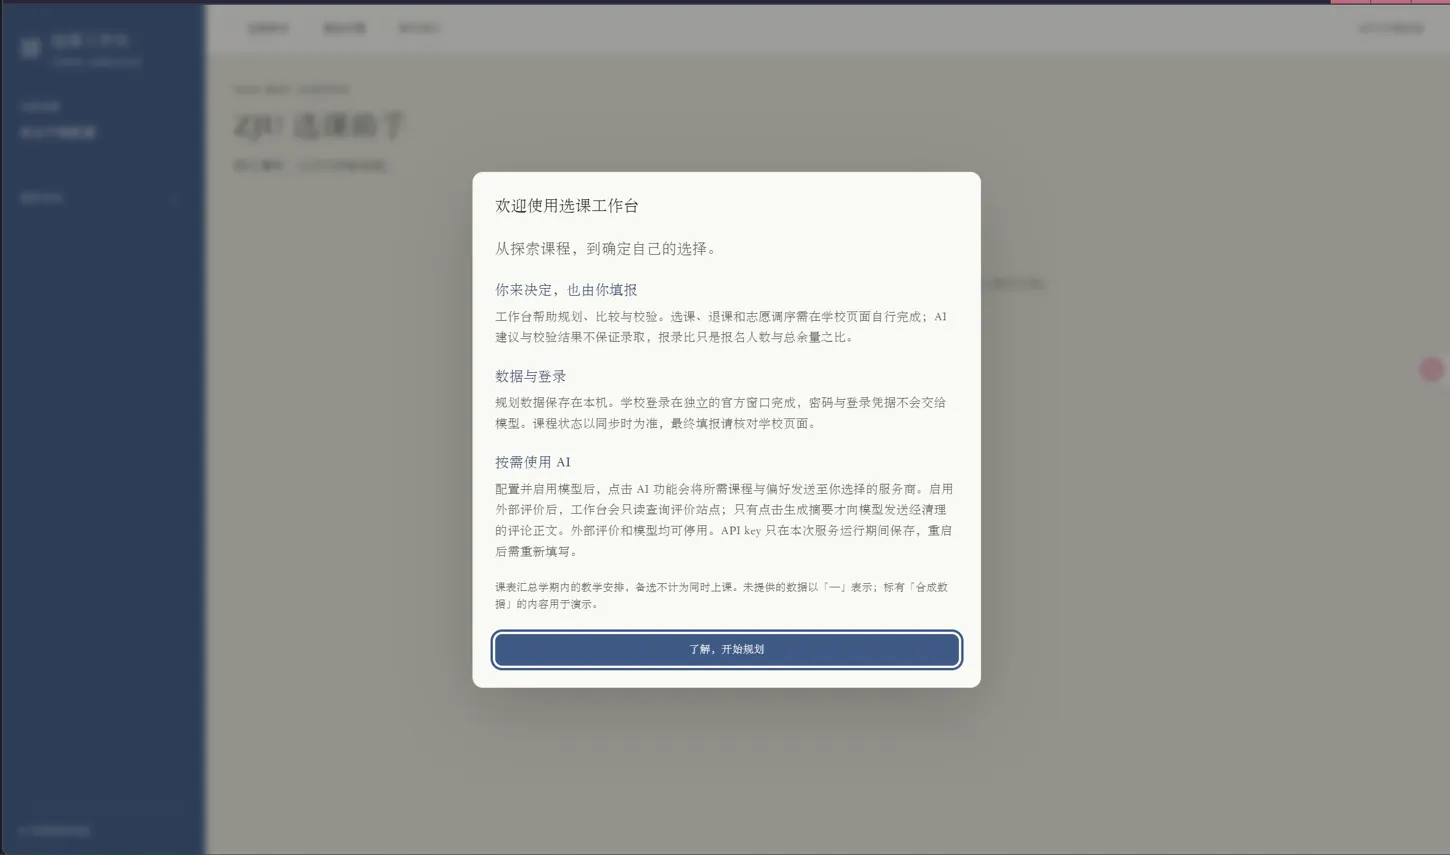 ZJU 选课助手
欢迎使用选课工作台
从探索课程，到确定自己的选择。
你来决定，也由你填报
工作台帮助规划、比较与校验。选课、退课和志愿调序需在学校页面自行完成；AI
建议与校验结果不保证录取，报录比只是报名人数与总余量之比。
数据与登录
规划数据保存在本机。学校登录在独立的官方窗口完成，密码与登录凭据不会交给
模型。课程状态以同步时为准，最终填报请核对学校页面。
按需使用 AI
配置并启用模型后，点击 AI 功能会将所需课程与偏好发送至你选择的服务商。启用
外部评价后，工作台会只读查询评价站点；只有点击生成摘要才向模型发送经清理
的评论正文。外部评价和模型均可停用。API key 只在本次服务运行期间保存，重启
后需重新填写。
课表汇总学期内的教学安排，备选不计为同时上课。未提供的数据以「—」表示；标有「合成数
据」的内容用于演示。
了解，开始规划